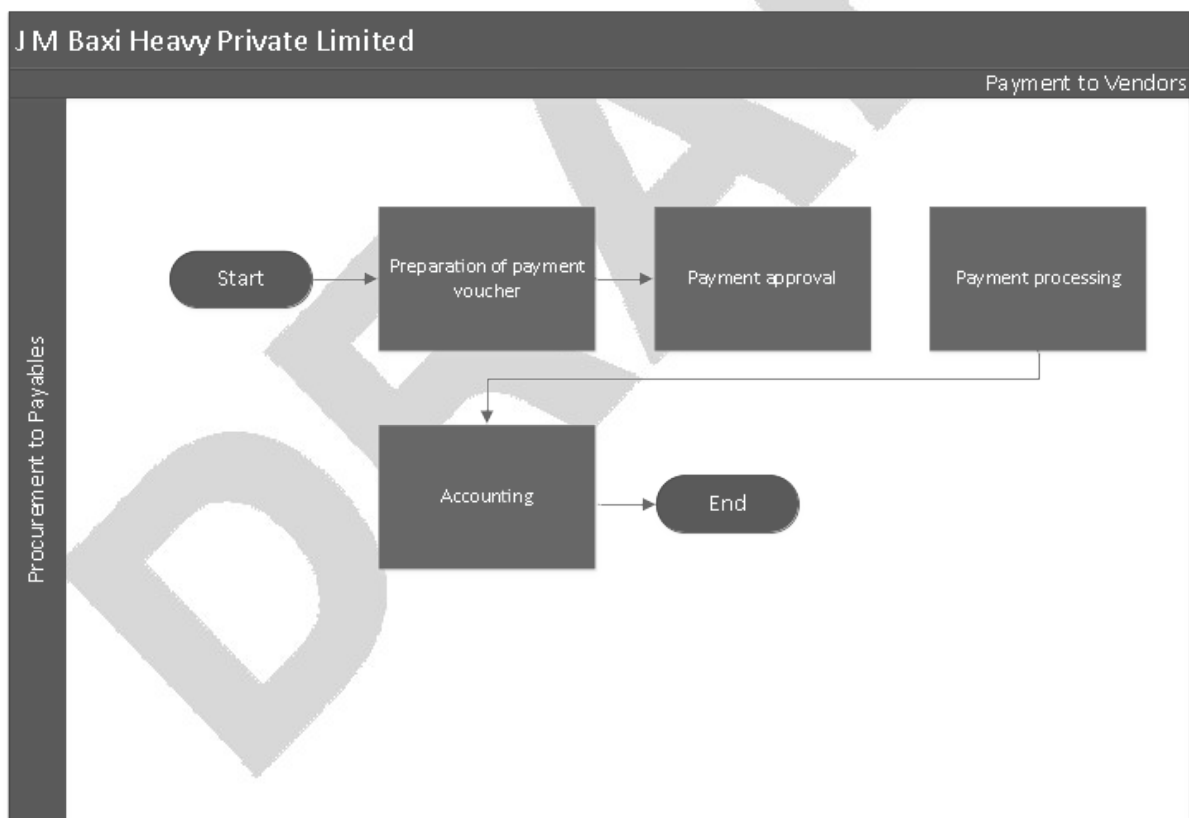 J M Baxi Heavy Private Limited
Payment to Vendors
Procurement to Payables
Start
Preparation of payment
voucher
Payment approval
Payment processing
Accounting
End
DRAFT